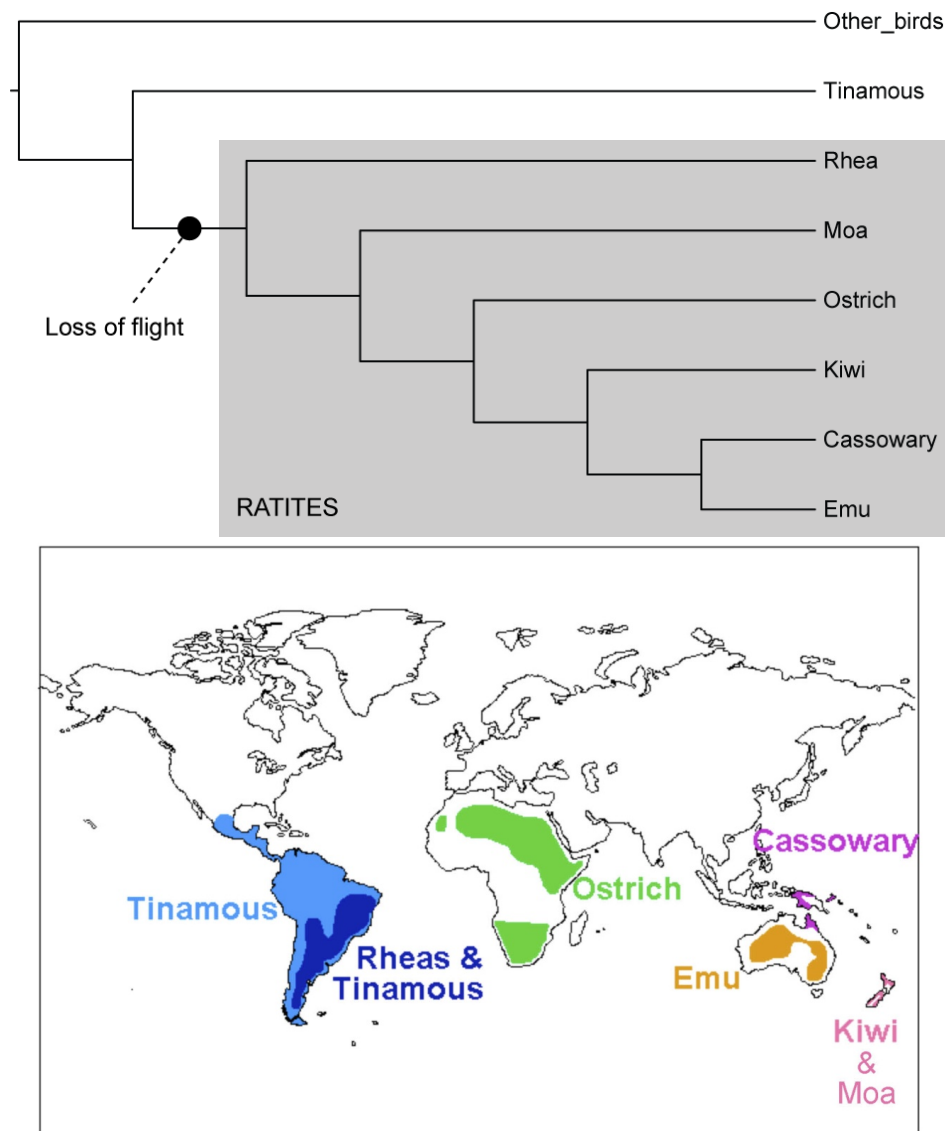 Other_birds
Tinamous
Rhea
Moa
Ostrich
Kiwi
Cassowary
Emu
Loss of flight
RATITES
Cassowary
Ostrich
Tinamous
Rheas &
Tinamous
Emu
Kiwi
&
Moa